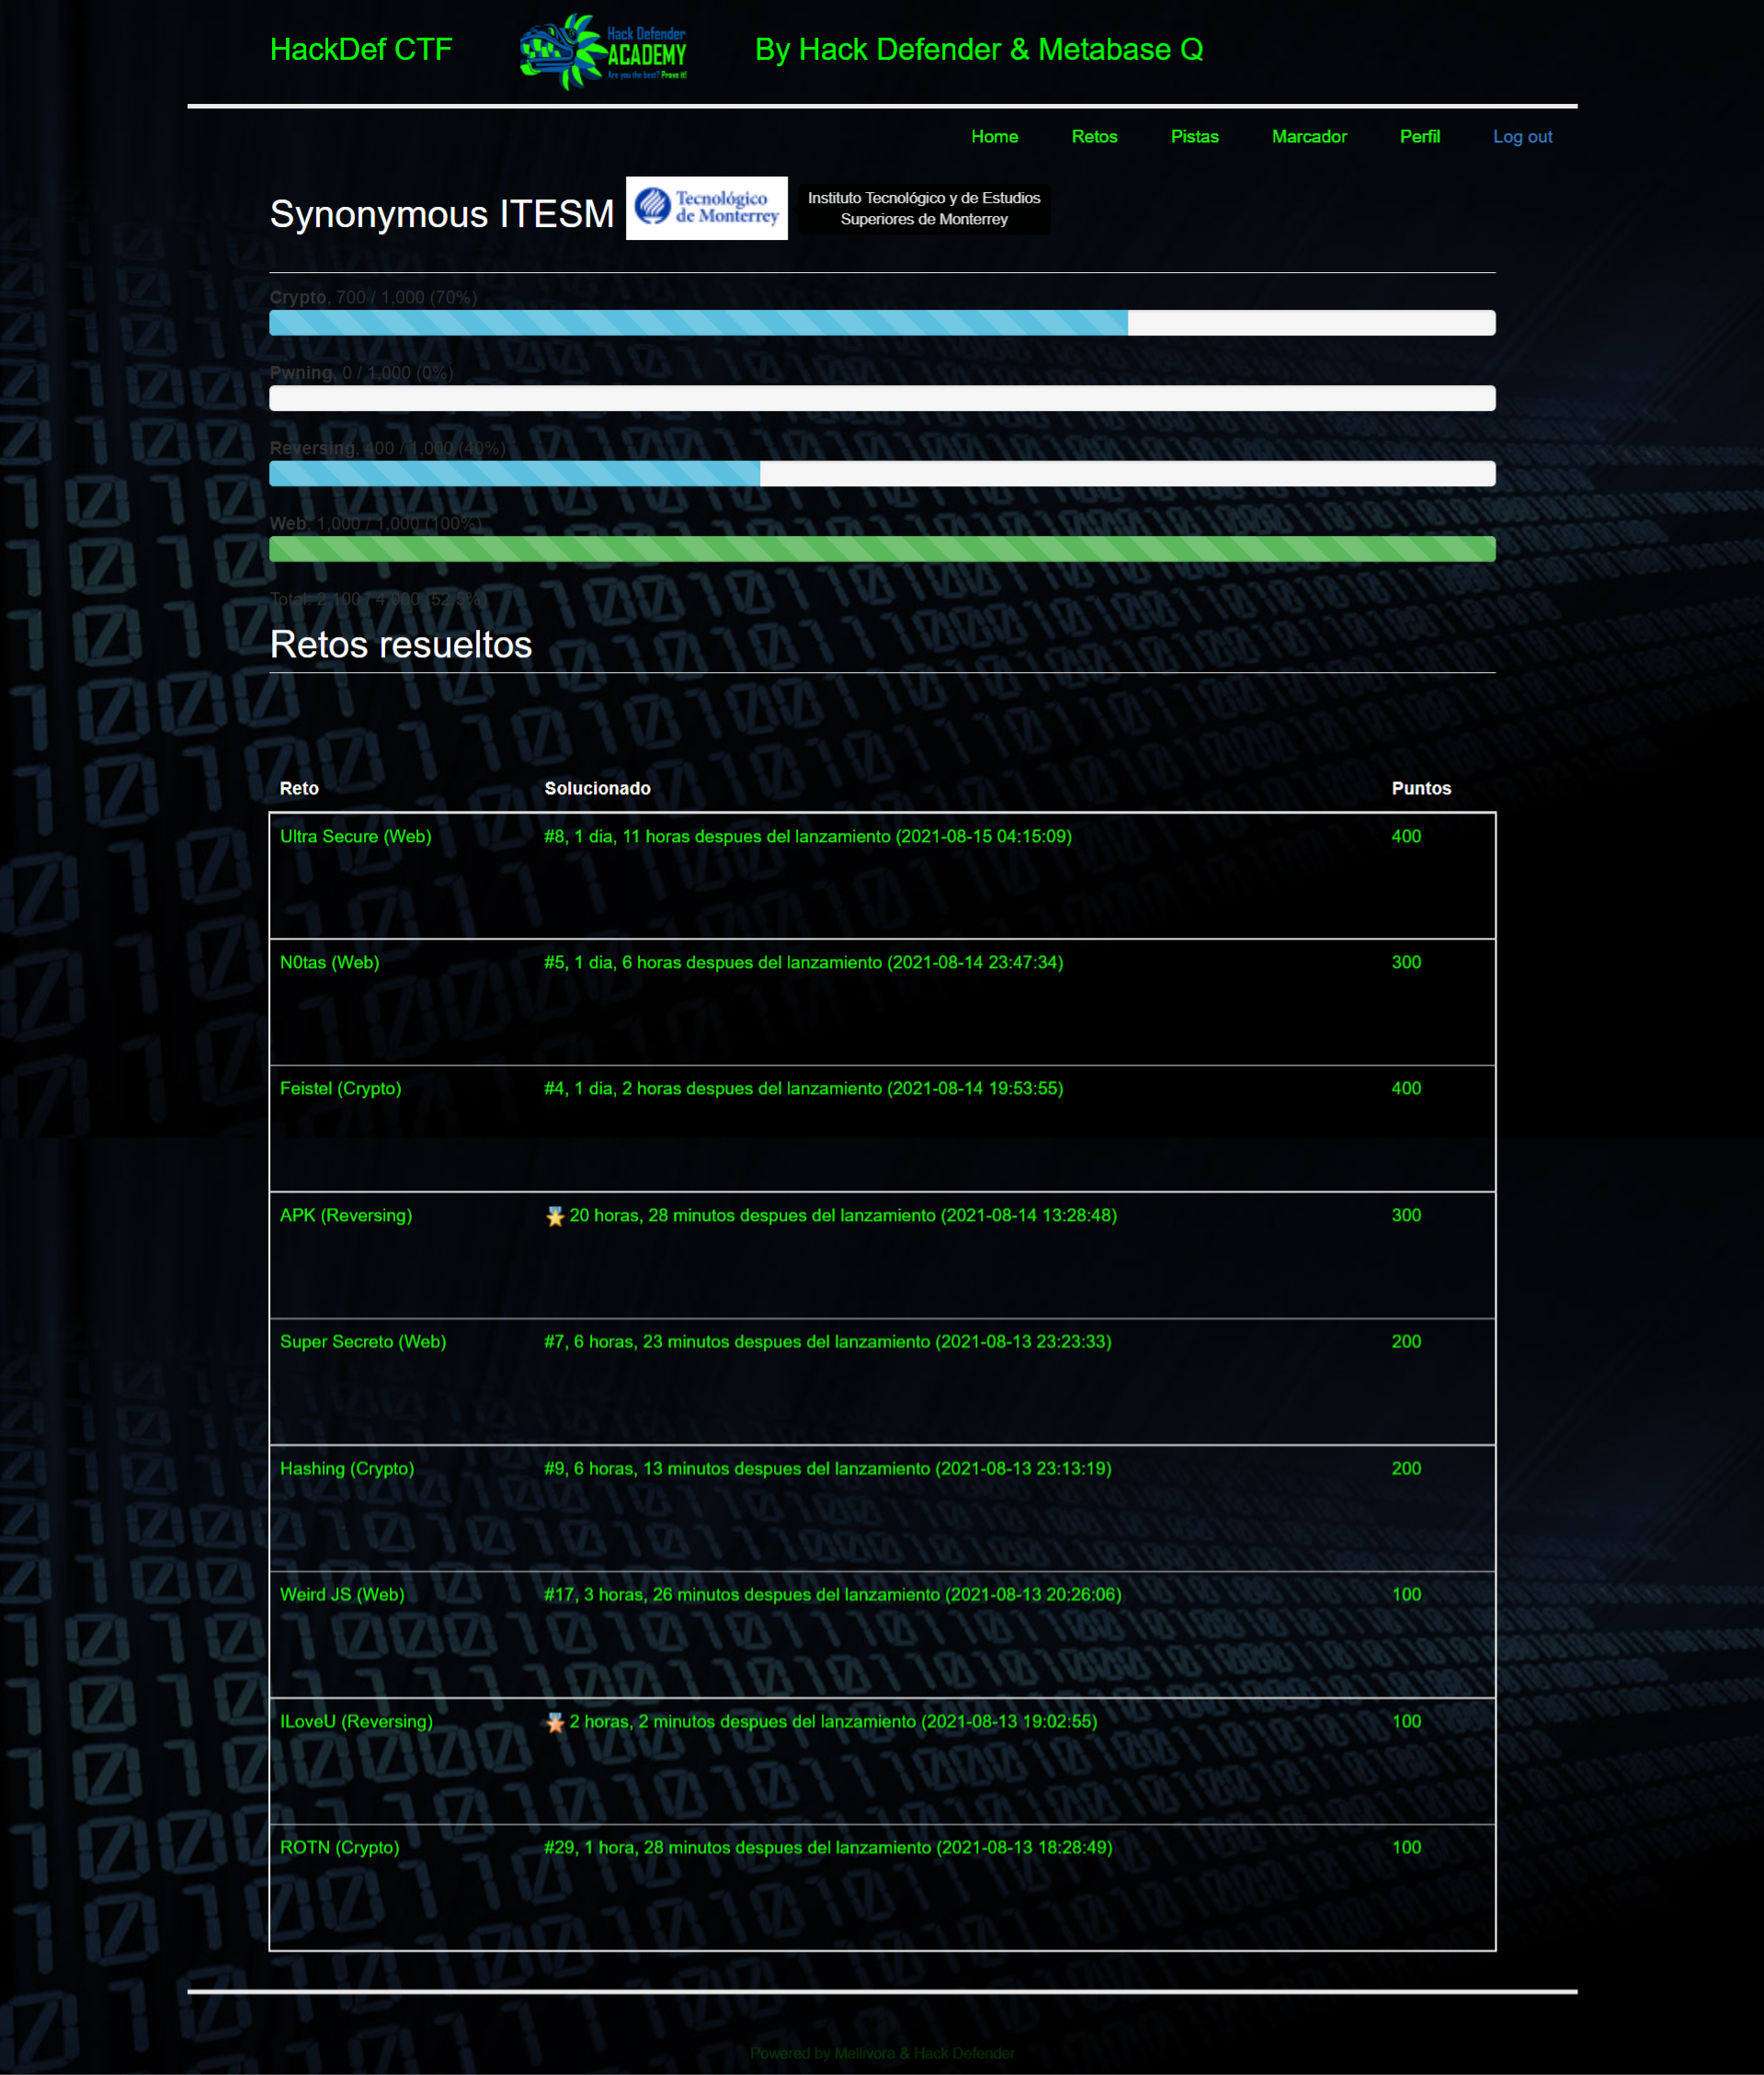 HackDef CTF
Hack Defender
ACADEMY
Are you the best? Prove it!
By Hack Defender & Metabase Q
Home Retos Pistas Marcador Perfil Log out
Synonymous ITESM
Tecnológico
de Monterrey
Instituto Tecnológico y de Estudios
Superiores de Monterrey
Crypto, 700 / 1,000 (70%)
Pwning, 0 / 1,000 (0%)
Reversing, 400 / 1,000 (40%)
Web, 1,000 / 1,000 (100%)
Total: 2,100 / 4,000 (52.5%)
Retos resueltos
Reto Solucionado Puntos
Ultra Secure (Web) #8, 1 dia, 11 horas despues del lanzamiento (2021-08-15 04:15:09) 400
N0tas (Web) #5, 1 dia, 6 horas despues del lanzamiento (2021-08-14 23:47:34) 300
Feistel (Crypto) #4, 1 dia, 2 horas despues del lanzamiento (2021-08-14 19:53:55) 400
APK (Reversing) 20 horas, 28 minutos despues del lanzamiento (2021-08-14 13:28:48) 300
Super Secreto (Web) #7, 6 horas, 23 minutos despues del lanzamiento (2021-08-13 23:23:33) 200
Hashing (Crypto) #9, 6 horas, 13 minutos despues del lanzamiento (2021-08-13 23:13:19) 200
Weird JS (Web) #17, 3 horas, 26 minutos despues del lanzamiento (2021-08-13 20:26:06) 100
ILoveU (Reversing) 2 horas, 2 minutos despues del lanzamiento (2021-08-13 19:02:55) 100
ROTN (Crypto) #29, 1 hora, 28 minutos despues del lanzamiento (2021-08-13 18:28:49) 100
Powered by Mellivora & Hack Defender